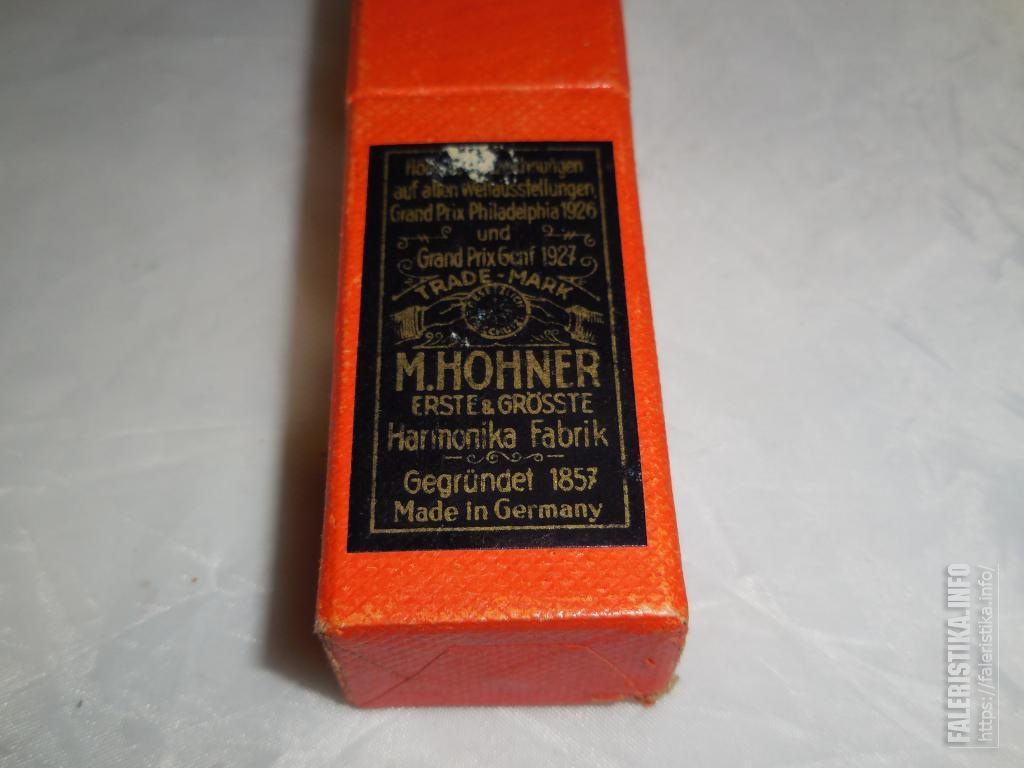 auf allen Weltausstellungen
Grand Prix Philadelphia 1926
und
Grand Prix Genf 1927
TRADE-MARK
M.HOHNER
ERSTE & GRÖSSTE
Harmonika Fabrik
Gegründet 1857
Made in Germany
FALERISTIKA.INFO
https://faleristika.info/